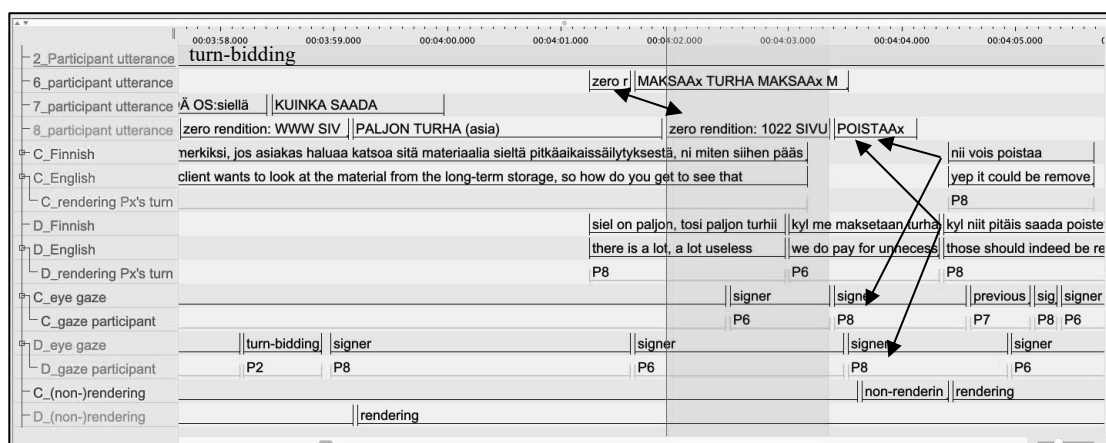 00:03:58.000 00:03:59.000 00:04:00.000 00:04:01.000 00:04:02.000 00:04:03.000 00:04:04.000 00:04:05.000
2_Participant utterance turn-bidding
6_participant utterance zero r MAKSAAx TURHA MAKSAAx M
7_participant utterance Ä OS:siellä KUINKA SAADA
8_participant utterance zero rendition: WWW SIV PALJON TURHA (asia) zero rendition: 1022 SIVU POISTAAx
C_Finnish merkiksi, jos asiakas haluaa katsoa sitä materiaalia sieltä pitkäaikaissäilytyksestä, ni miten siihen pääs nii vois poistaa
C_English client wants to look at the material from the long-term storage, so how do you get to see that yep it could be remove
C_rendering Px's turn P8
D_Finnish siel on paljon, tosi paljon turhii kyl me maksetaan turha kyl niit pitäis saada poiste
D_English there is a lot, a lot useless we do pay for unnecess those should indeed be re
D_rendering Px's turn P8 P6 P8
C_eye gaze signer signe previous sig signer
C_gaze participant P6 P8 P7 P8 P6
D_eye gaze turn-bidding signer signer signer signer
D_gaze participant P2 P8 P6 P8 P6
C_(non-)rendering non-renderin rendering
D_(non-)rendering rendering